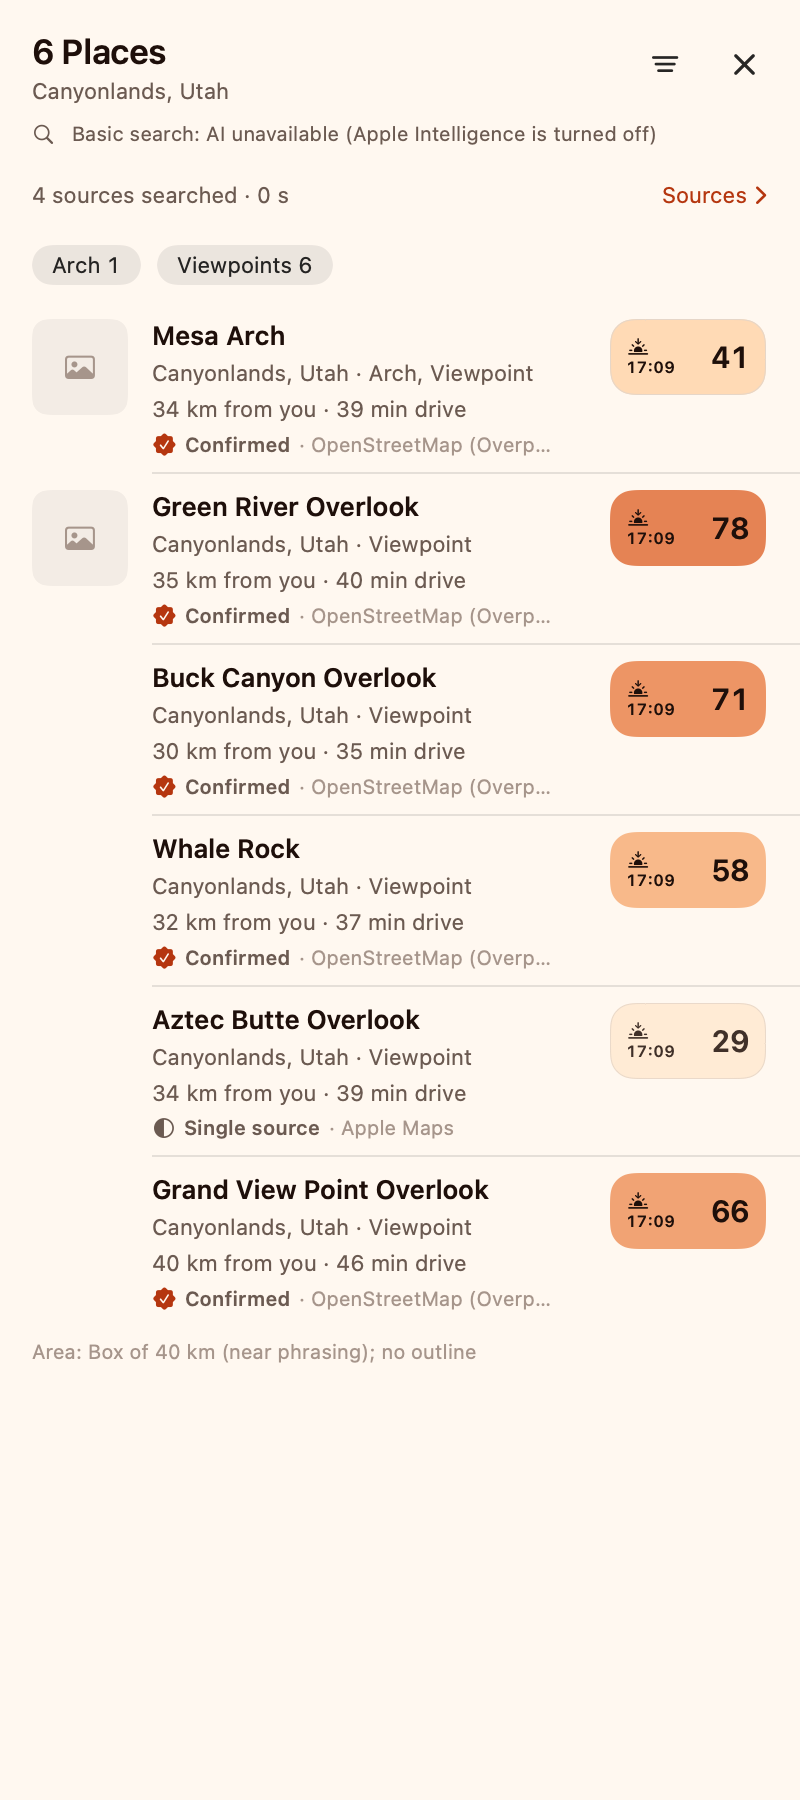 6 Places
Canyonlands, Utah
Basic search: AI unavailable (Apple Intelligence is turned off)
4 sources searched · 0 s
Sources
Arch 1
Viewpoints 6
Mesa Arch
Canyonlands, Utah · Arch, Viewpoint
34 km from you · 39 min drive
Confirmed · OpenStreetMap (Overp…
17:09
41
Green River Overlook
Canyonlands, Utah · Viewpoint
35 km from you · 40 min drive
Confirmed · OpenStreetMap (Overp…
17:09
78
Buck Canyon Overlook
Canyonlands, Utah · Viewpoint
30 km from you · 35 min drive
Confirmed · OpenStreetMap (Overp…
17:09
71
Whale Rock
Canyonlands, Utah · Viewpoint
32 km from you · 37 min drive
Confirmed · OpenStreetMap (Overp…
17:09
58
Aztec Butte Overlook
Canyonlands, Utah · Viewpoint
34 km from you · 39 min drive
Single source · Apple Maps
17:09
29
Grand View Point Overlook
Canyonlands, Utah · Viewpoint
40 km from you · 46 min drive
Confirmed · OpenStreetMap (Overp…
17:09
66
Area: Box of 40 km (near phrasing); no outline